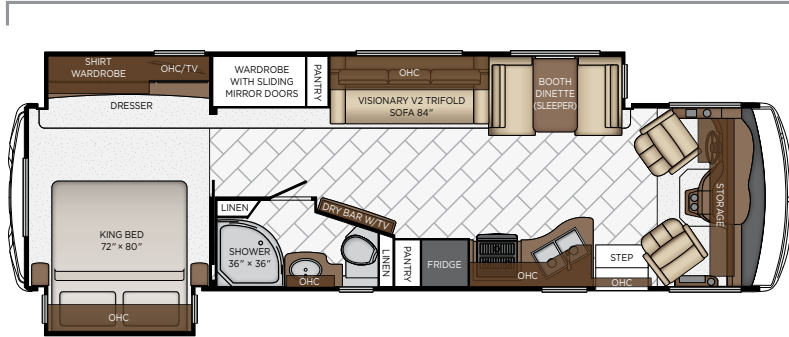 SHIRT
WARDROBE
OHC/TV
DRESSER
WARDROBE
WITH SLIDING
MIRROR DOORS
PANTRY
OHC
VISIONARY V2 TRIFOLD
SOFA 84"
BOOTH
DINETTE
(SLEEPER)
KING BED
72" × 80"
OHC
LINEN
SHOWER
36" × 36"
OHC
DRY BAR W/TV
LINEN
PANTRY
FRIDGE
OHC
STEP
OHC
STORAGE